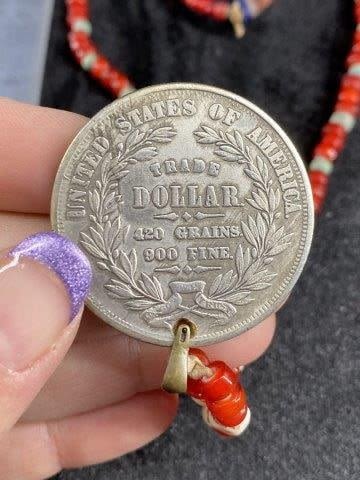 UNITED STATES OF AMERICA
TRADE
DOLLAR.
420 GRAINS.
900 FINE.